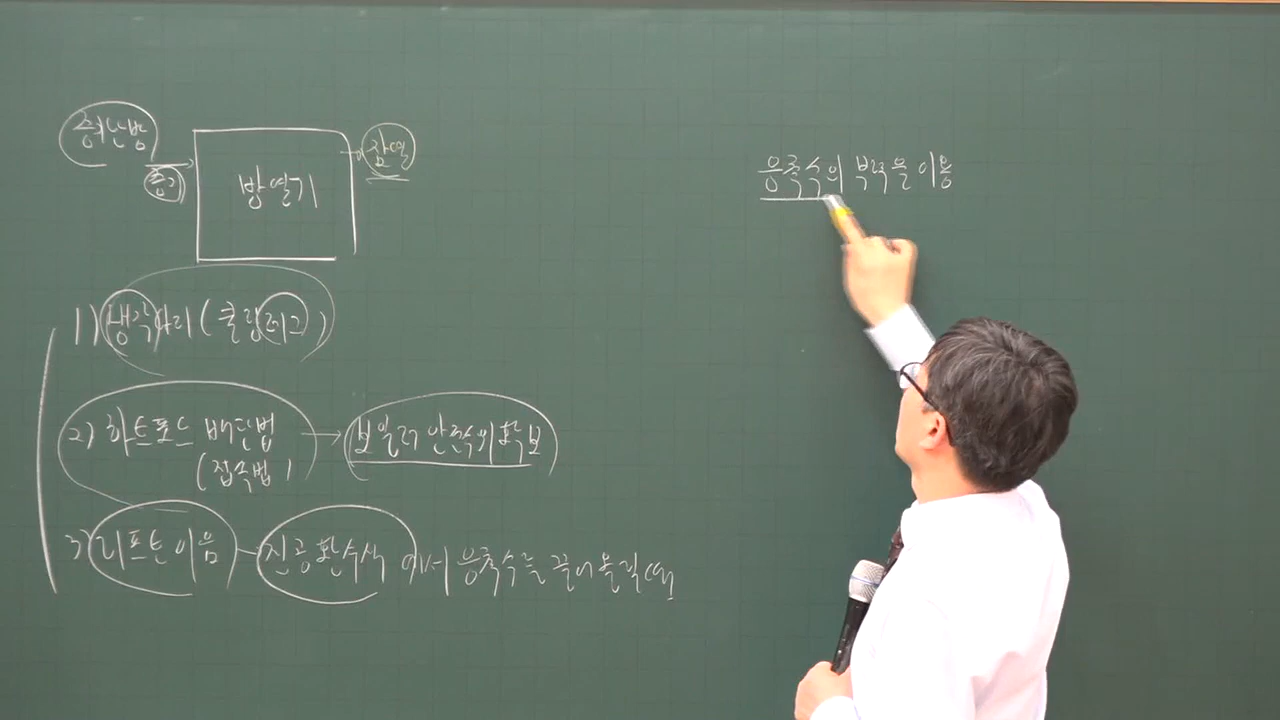 증기난방
증기
방열기
잠열
1) 냉각다리 (쿨링레그)
2) 하트포드 배관법
(접속법)
보일러 안전수위 확보
3) 리프트 이음
진공환수식 에서 응축수를 끌어올릴때
응축수의 부력을 이용